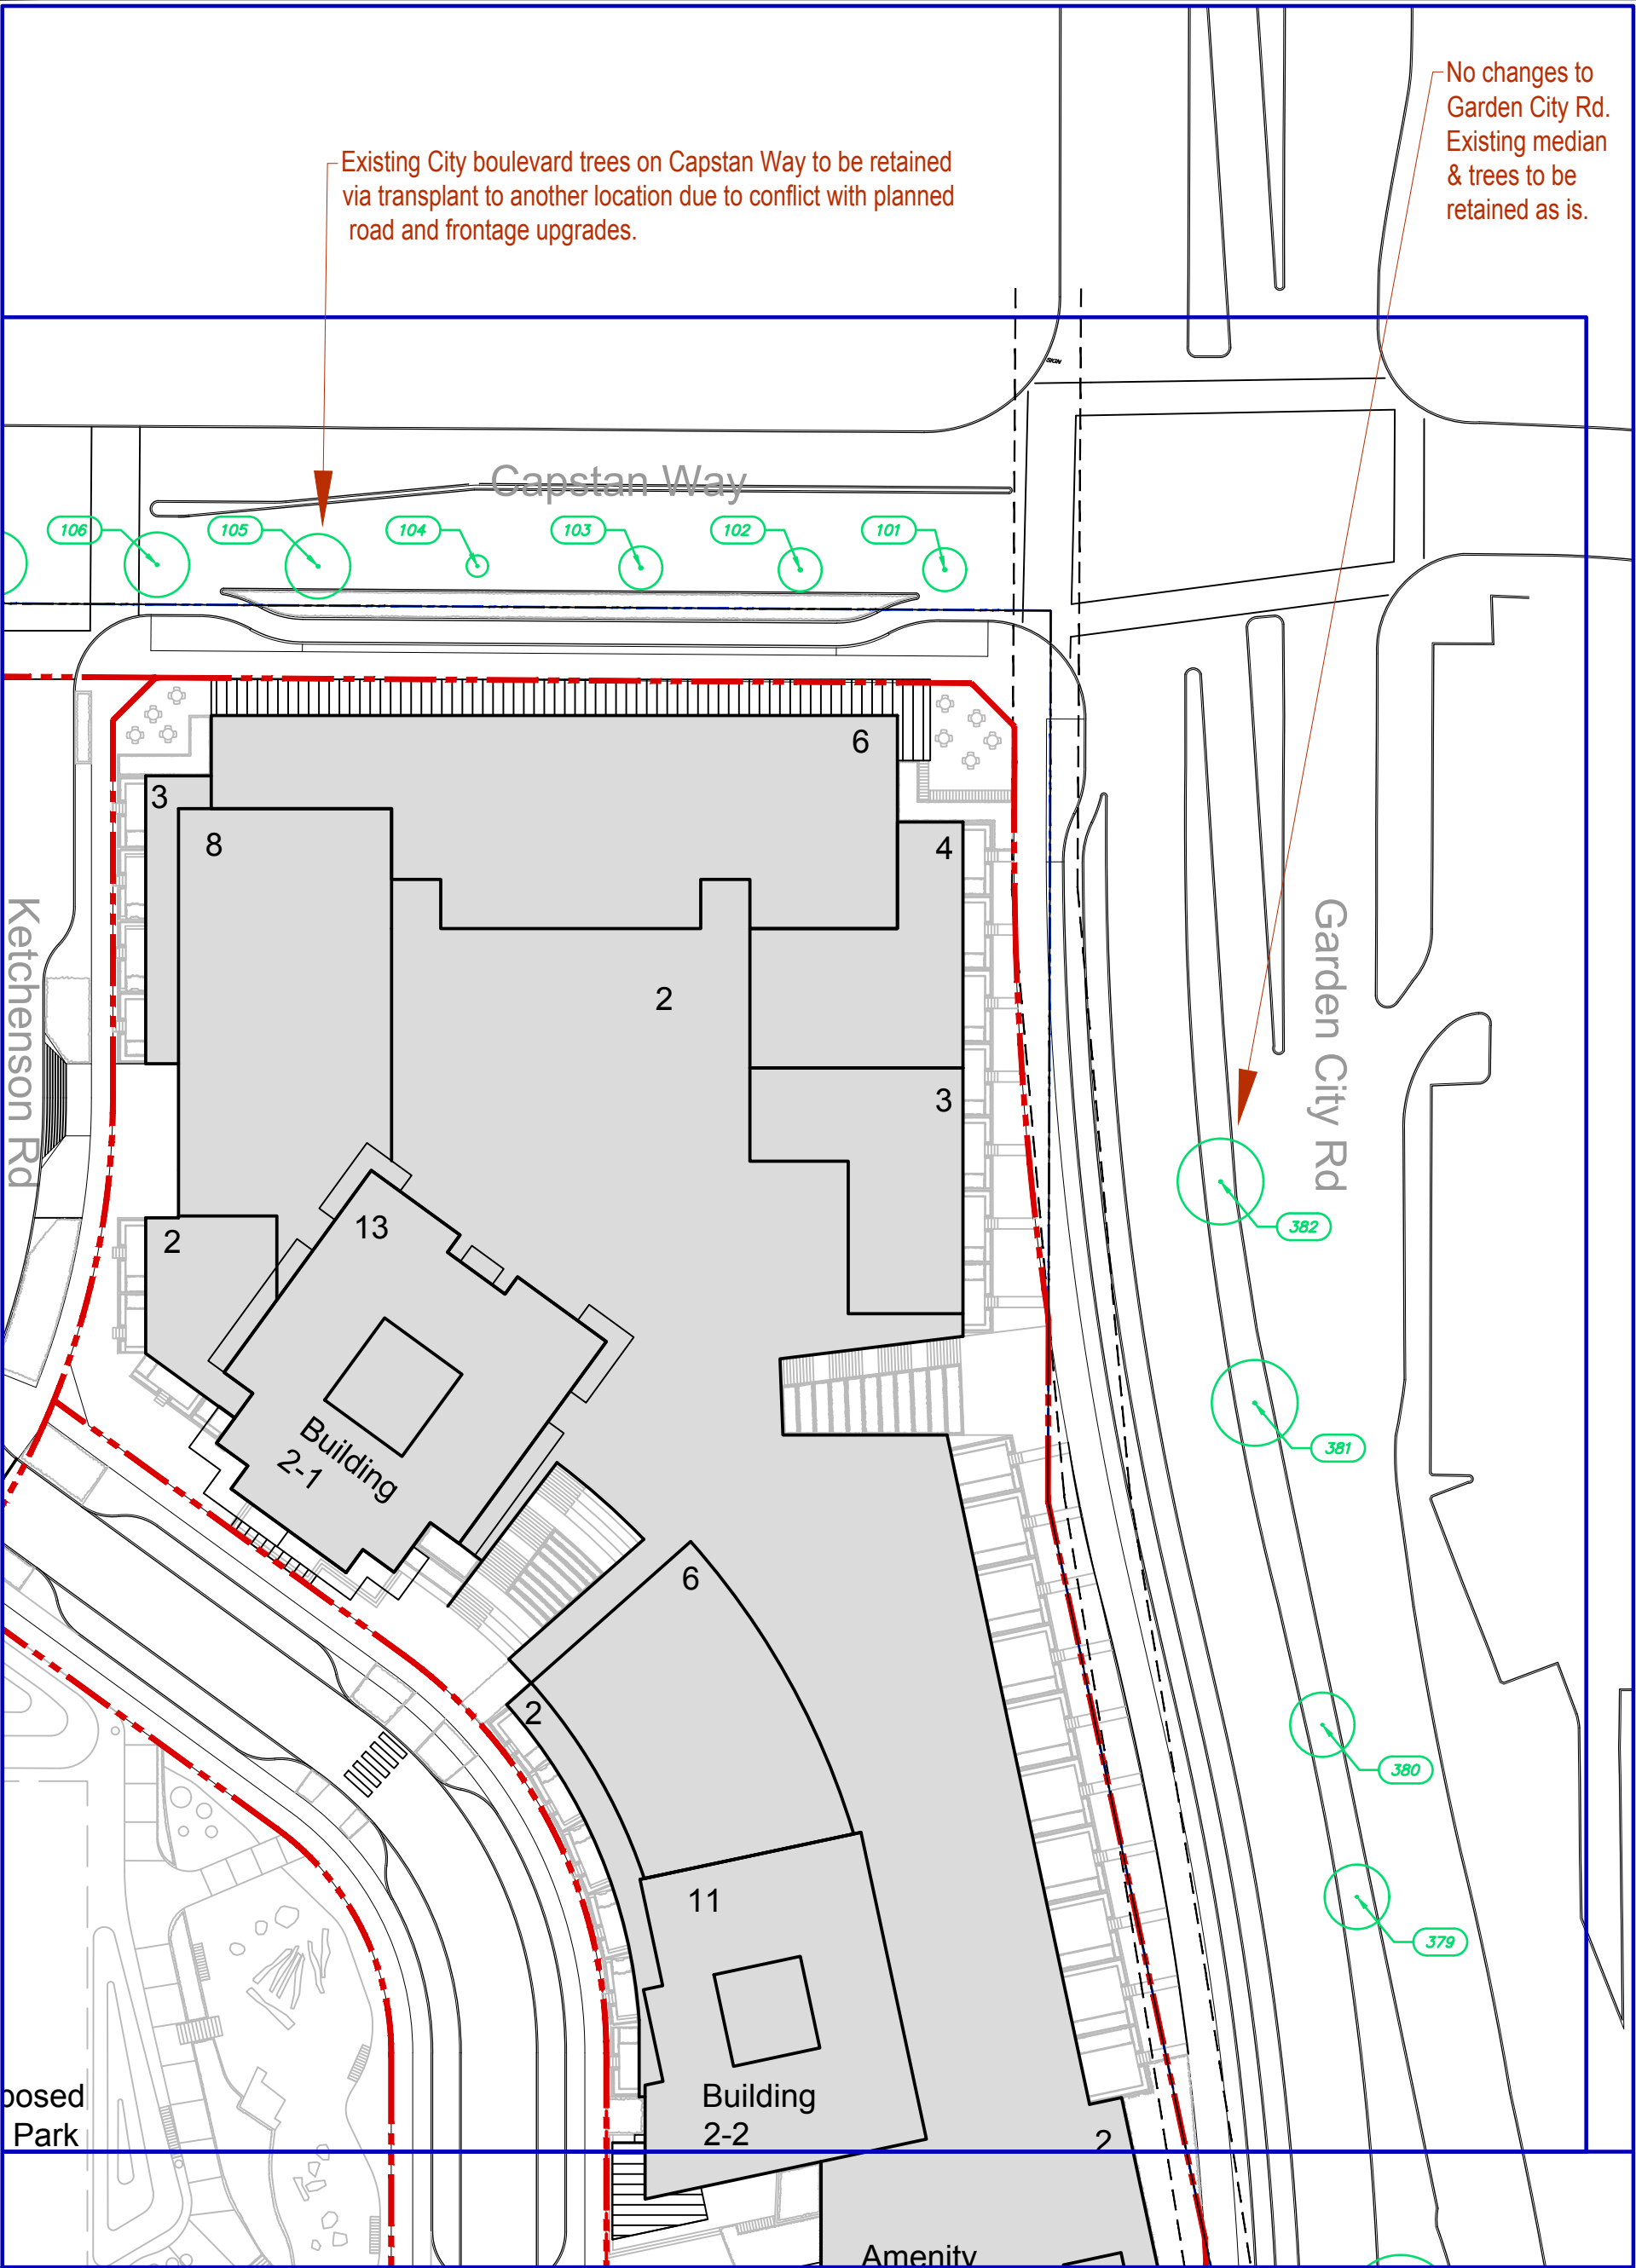 No changes to
Garden City Rd.
Existing median
& trees to be
retained as is.
Existing City boulevard trees on Capstan Way to be retained
via transplant to another location due to conflict with planned
road and frontage upgrades.
SIGN
Capstan Way
106
105
104
103
102
101
6
3
8
4
2
3
Ketchenson Rd
Garden City Rd
2
13
382
Building
2-1
381
6
2
380
11
379
posed
Park
Building
2-2
2
Amenity